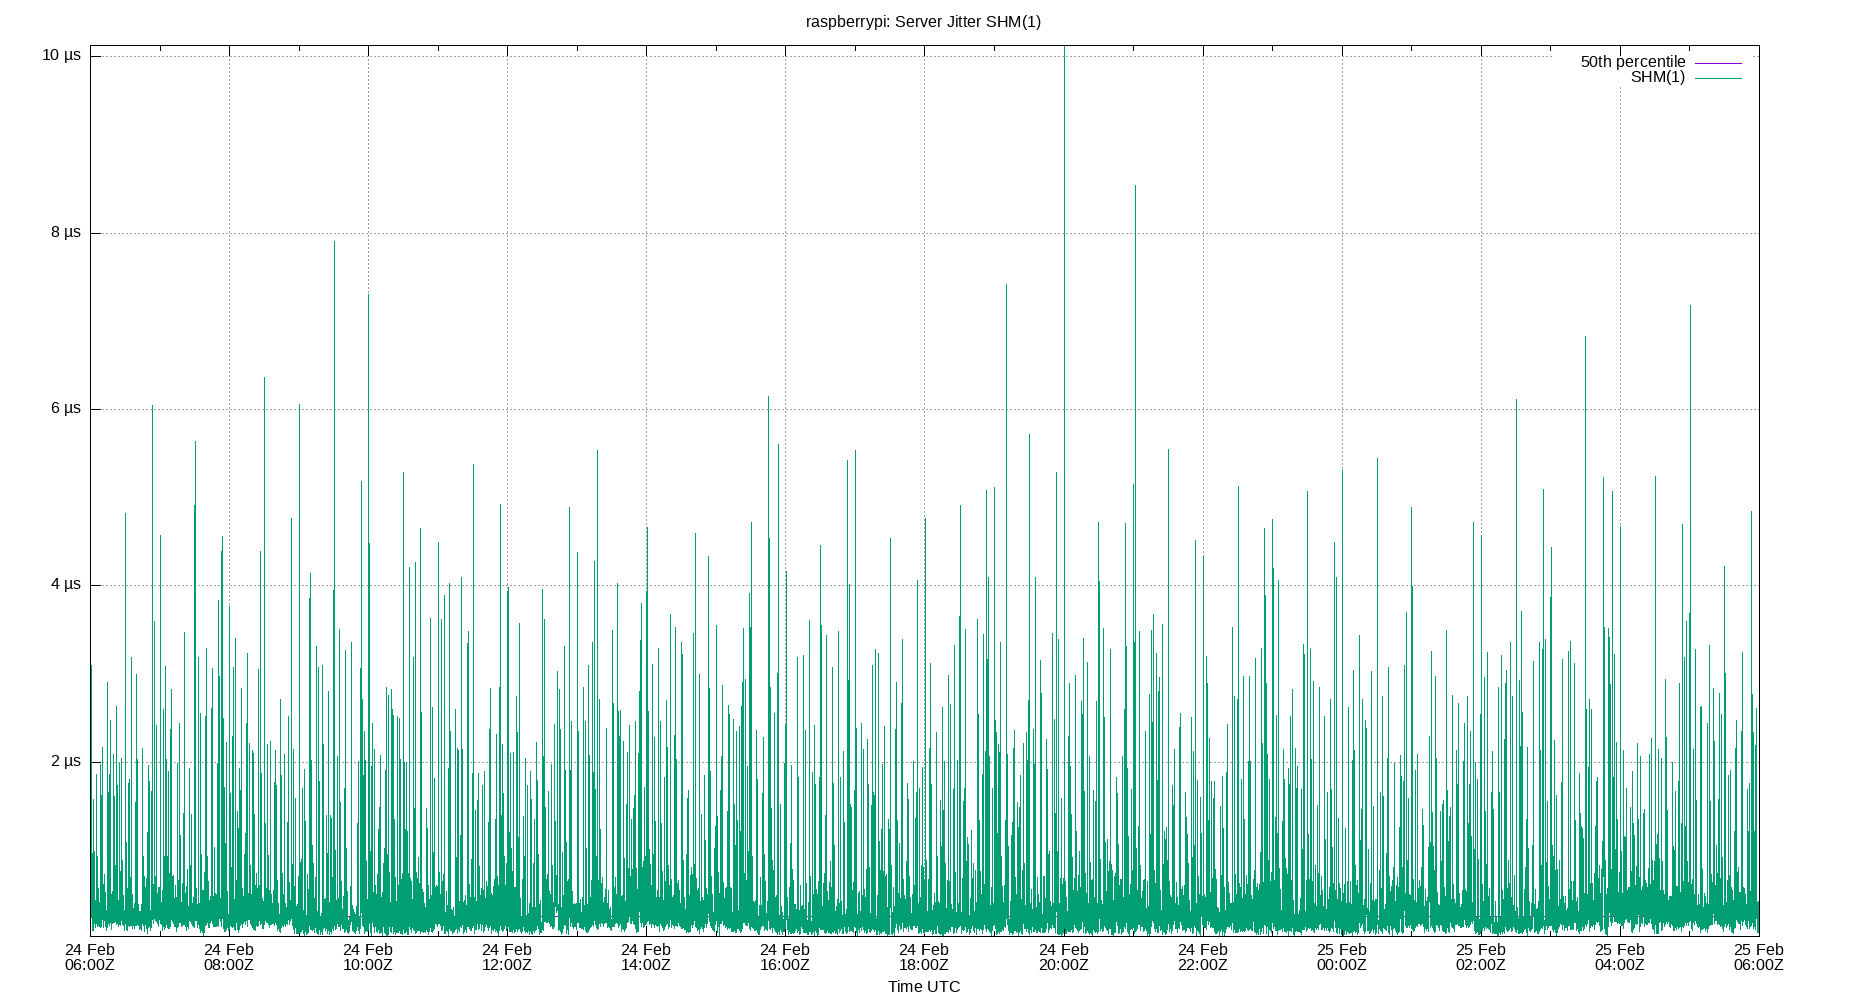 raspberrypi: Server Jitter SHM(1)
10 µs
8 µs
6 µs
4 µs
2 µs
50th percentile
SHM(1)
24 Feb 24 Feb 24 Feb 24 Feb 24 Feb 24 Feb 24 Feb 24 Feb 24 Feb 25 Feb 25 Feb 25 Feb 25 Feb
06:00Z 08:00Z 10:00Z 12:00Z 14:00Z 16:00Z 18:00Z 20:00Z 22:00Z 00:00Z 02:00Z 04:00Z 06:00Z
Time UTC